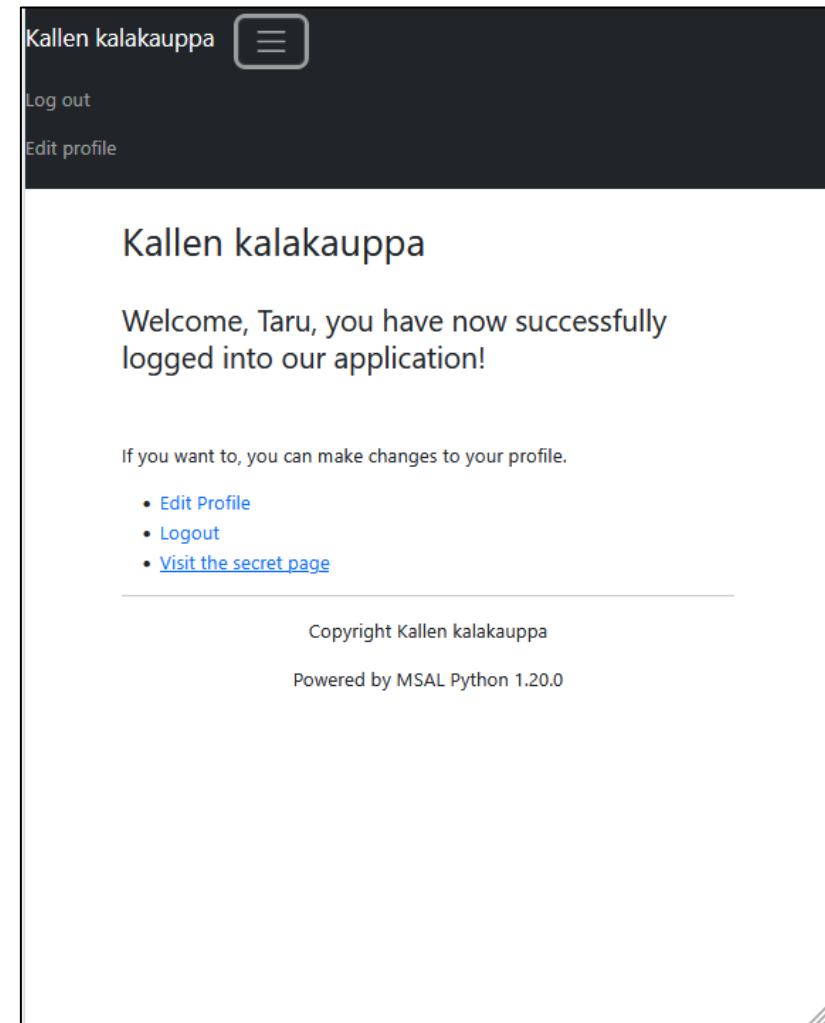 Kallen kalakauppa
Log out
Edit profile
Kallen kalakauppa
Welcome, Taru, you have now successfully
logged into our application!
If you want to, you can make changes to your profile.
Edit Profile
Logout
Visit the secret page
Copyright Kallen kalakauppa
Powered by MSAL Python 1.20.0